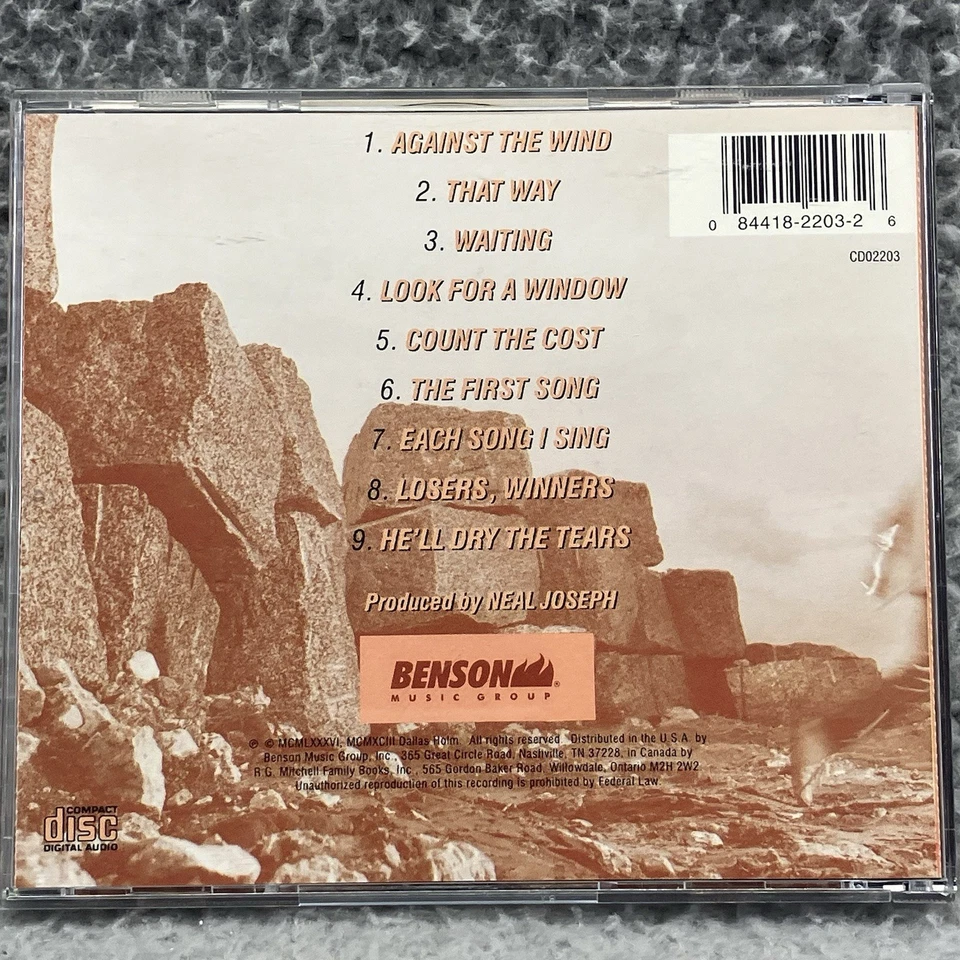 1. AGAINST THE WIND
2. THAT WAY
3. WAITING
4. LOOK FOR A WINDOW
5. COUNT THE COST
6. THE FIRST SONG
7. EACH SONG I SING
8. LOSERS, WINNERS
9. HE'LL DRY THE TEARS
Produced by NEAL JOSEPH
0 84418-2203-2 6
CD02203
BENSON®
MUSIC GROUP
℗ © MCMLXXXVI, MCMXCIII Dallas Holm. All rights reserved. Distributed in the U.S.A. by
Benson Music Group, Inc., 365 Great Circle Road, Nashville, TN 37228, in Canada by
R.G. Mitchell Family Books, Inc., 565 Gordon Baker Road, Willowdale, Ontario M2H 2W2.
Unauthorized reproduction of this recording is prohibited by Federal Law.
COMPACT
disc
DIGITAL AUDIO